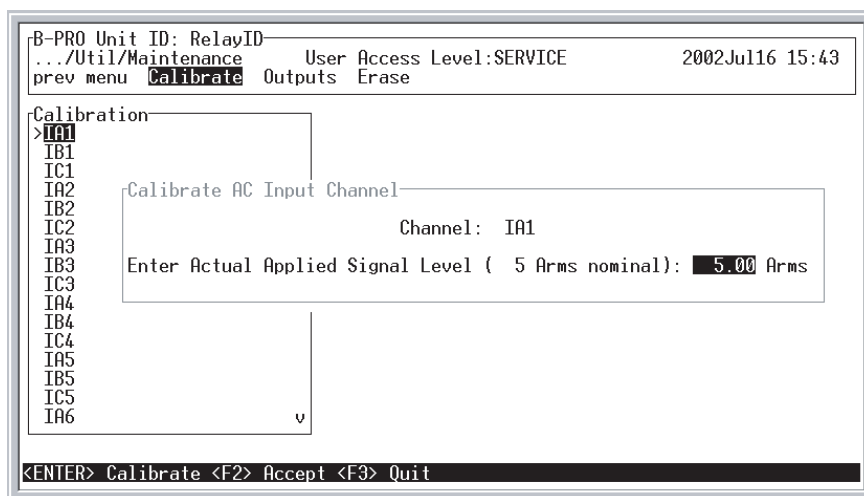 B-PRO Unit ID: RelayID
.../Util/Maintenance User Access Level:SERVICE 2002Jul16 15:43
prev menu Calibrate Outputs Erase
Calibration
>IA1
IB1
IC1
IA2
IB2
IC2
IA3
IB3
IC3
IA4
IB4
IC4
IA5
IB5
IC5
IA6 v
Calibrate AC Input Channel
Channel: IA1
Enter Actual Applied Signal Level ( 5 Arms nominal): 5.00 Arms
<ENTER> Calibrate <F2> Accept <F3> Quit